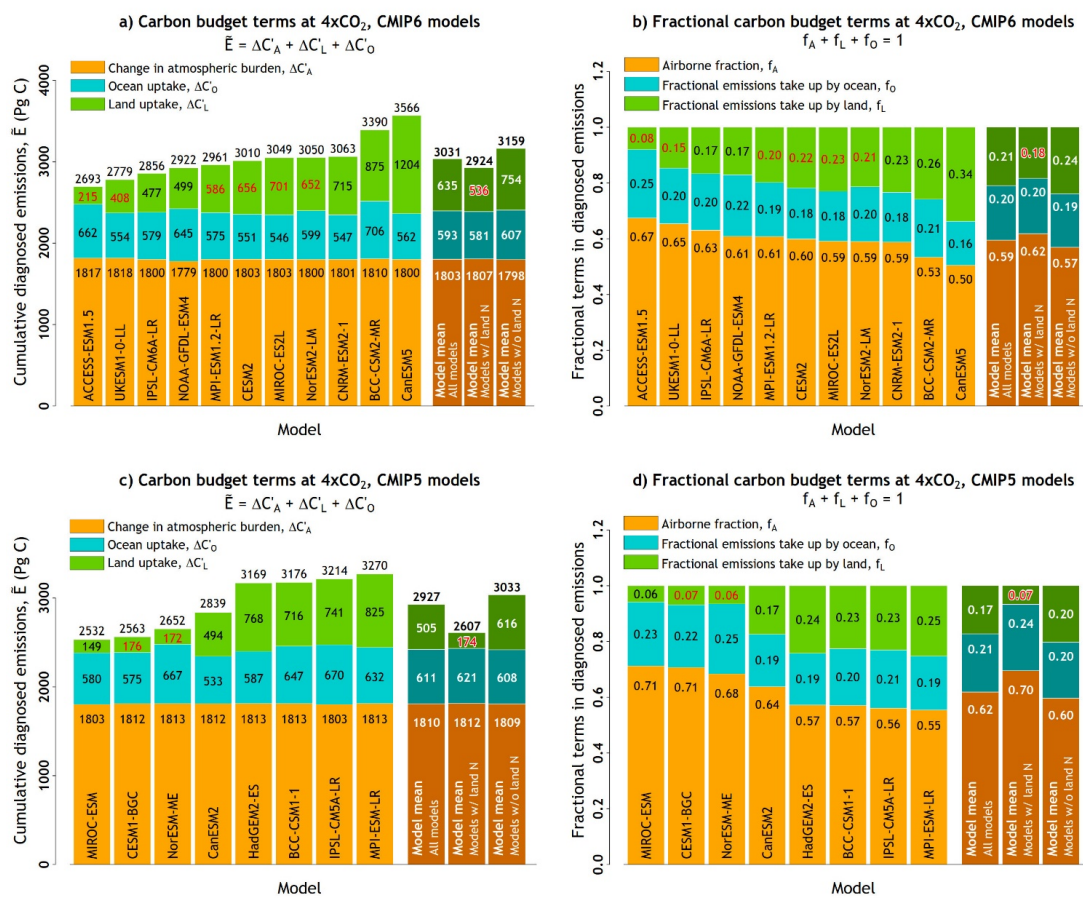 a) Carbon budget terms at 4xCO₂, CMIP6 models
Ẽ = ΔC'A + ΔC'L + ΔC'O
Change in atmospheric burden, ΔC'A
Ocean uptake, ΔC'O
Land uptake, ΔC'L
Cumulative diagnosed emissions, Ẽ (Pg C)
0 1000 2000 3000 4000
2693 2779 2856 2922 2961 3010 3049 3050 3063 3390 3566 3031 2924 3159
215 408 477 499 586 656 701 652 715 875 1204 635 536 754
662 554 579 645 575 551 546 599 547 706 562 593 581 607
1817 1818 1800 1779 1800 1803 1803 1800 1801 1810 1800 1803 1807 1798
ACCESS-ESM1.5
UKESM1-0-LL
IPSL-CM6A-LR
NOAA-GFDL-ESM4
MPI-ESM1.2-LR
CESM2
MIROC-ES2L
NorESM2-LM
CNRM-ESM2-1
BCC-CSM2-MR
CanESM5
Model mean
All models
Model mean
Models w/ land N
Model mean
Models w/o land N
Model
b) Fractional carbon budget terms at 4xCO₂, CMIP6 models
fA + fL + fO = 1
Airborne fraction, fA
Fractional emissions take up by ocean, fO
Fractional emissions take up by land, fL
Fractional terms in diagnosed emissions
0.0 0.2 0.4 0.6 0.8 1.0 1.2
0.08 0.15 0.17 0.17 0.20 0.22 0.23 0.21 0.23 0.26 0.34 0.21 0.18 0.24
0.25 0.20 0.20 0.22 0.19 0.18 0.18 0.20 0.18 0.21 0.16 0.20 0.20 0.19
0.67 0.65 0.63 0.61 0.61 0.60 0.59 0.59 0.59 0.53 0.50 0.59 0.62 0.57
ACCESS-ESM1.5
UKESM1-0-LL
IPSL-CM6A-LR
NOAA-GFDL-ESM4
MPI-ESM1.2-LR
CESM2
MIROC-ES2L
NorESM2-LM
CNRM-ESM2-1
BCC-CSM2-MR
CanESM5
Model mean
All models
Model mean
Models w/ land N
Model mean
Models w/o land N
Model
c) Carbon budget terms at 4xCO₂, CMIP5 models
Ẽ = ΔC'A + ΔC'L + ΔC'O
Change in atmospheric burden, ΔC'A
Ocean uptake, ΔC'O
Land uptake, ΔC'L
Cumulative diagnosed emissions, Ẽ (Pg C)
0 1000 2000 3000
2532 2563 2652 2839 3169 3176 3214 3270 2927 2607 3033
149 176 172 494 768 716 741 825 505 174 616
580 575 667 533 587 647 670 632 611 621 608
1803 1812 1813 1812 1813 1813 1803 1813 1810 1812 1809
MIROC-ESM
CESM1-BGC
NorESM-ME
CanESM2
HadGEM2-ES
BCC-CSM1-1
IPSL-CM5A-LR
MPI-ESM-LR
Model mean
All models
Model mean
Models w/ land N
Model mean
Models w/o land N
Model
d) Fractional carbon budget terms at 4xCO₂, CMIP5 models
fA + fL + fO = 1
Airborne fraction, fA
Fractional emissions take up by ocean, fO
Fractional emissions take up by land, fL
Fractional terms in diagnosed emissions
0.0 0.2 0.4 0.6 0.8 1.0 1.2
0.06 0.07 0.06 0.17 0.24 0.23 0.23 0.25 0.17 0.07 0.20
0.23 0.22 0.25 0.19 0.19 0.20 0.21 0.19 0.21 0.24 0.20
0.71 0.71 0.68 0.64 0.57 0.57 0.56 0.55 0.62 0.70 0.60
MIROC-ESM
CESM1-BGC
NorESM-ME
CanESM2
HadGEM2-ES
BCC-CSM1-1
IPSL-CM5A-LR
MPI-ESM-LR
Model mean
All models
Model mean
Models w/ land N
Model mean
Models w/o land N
Model